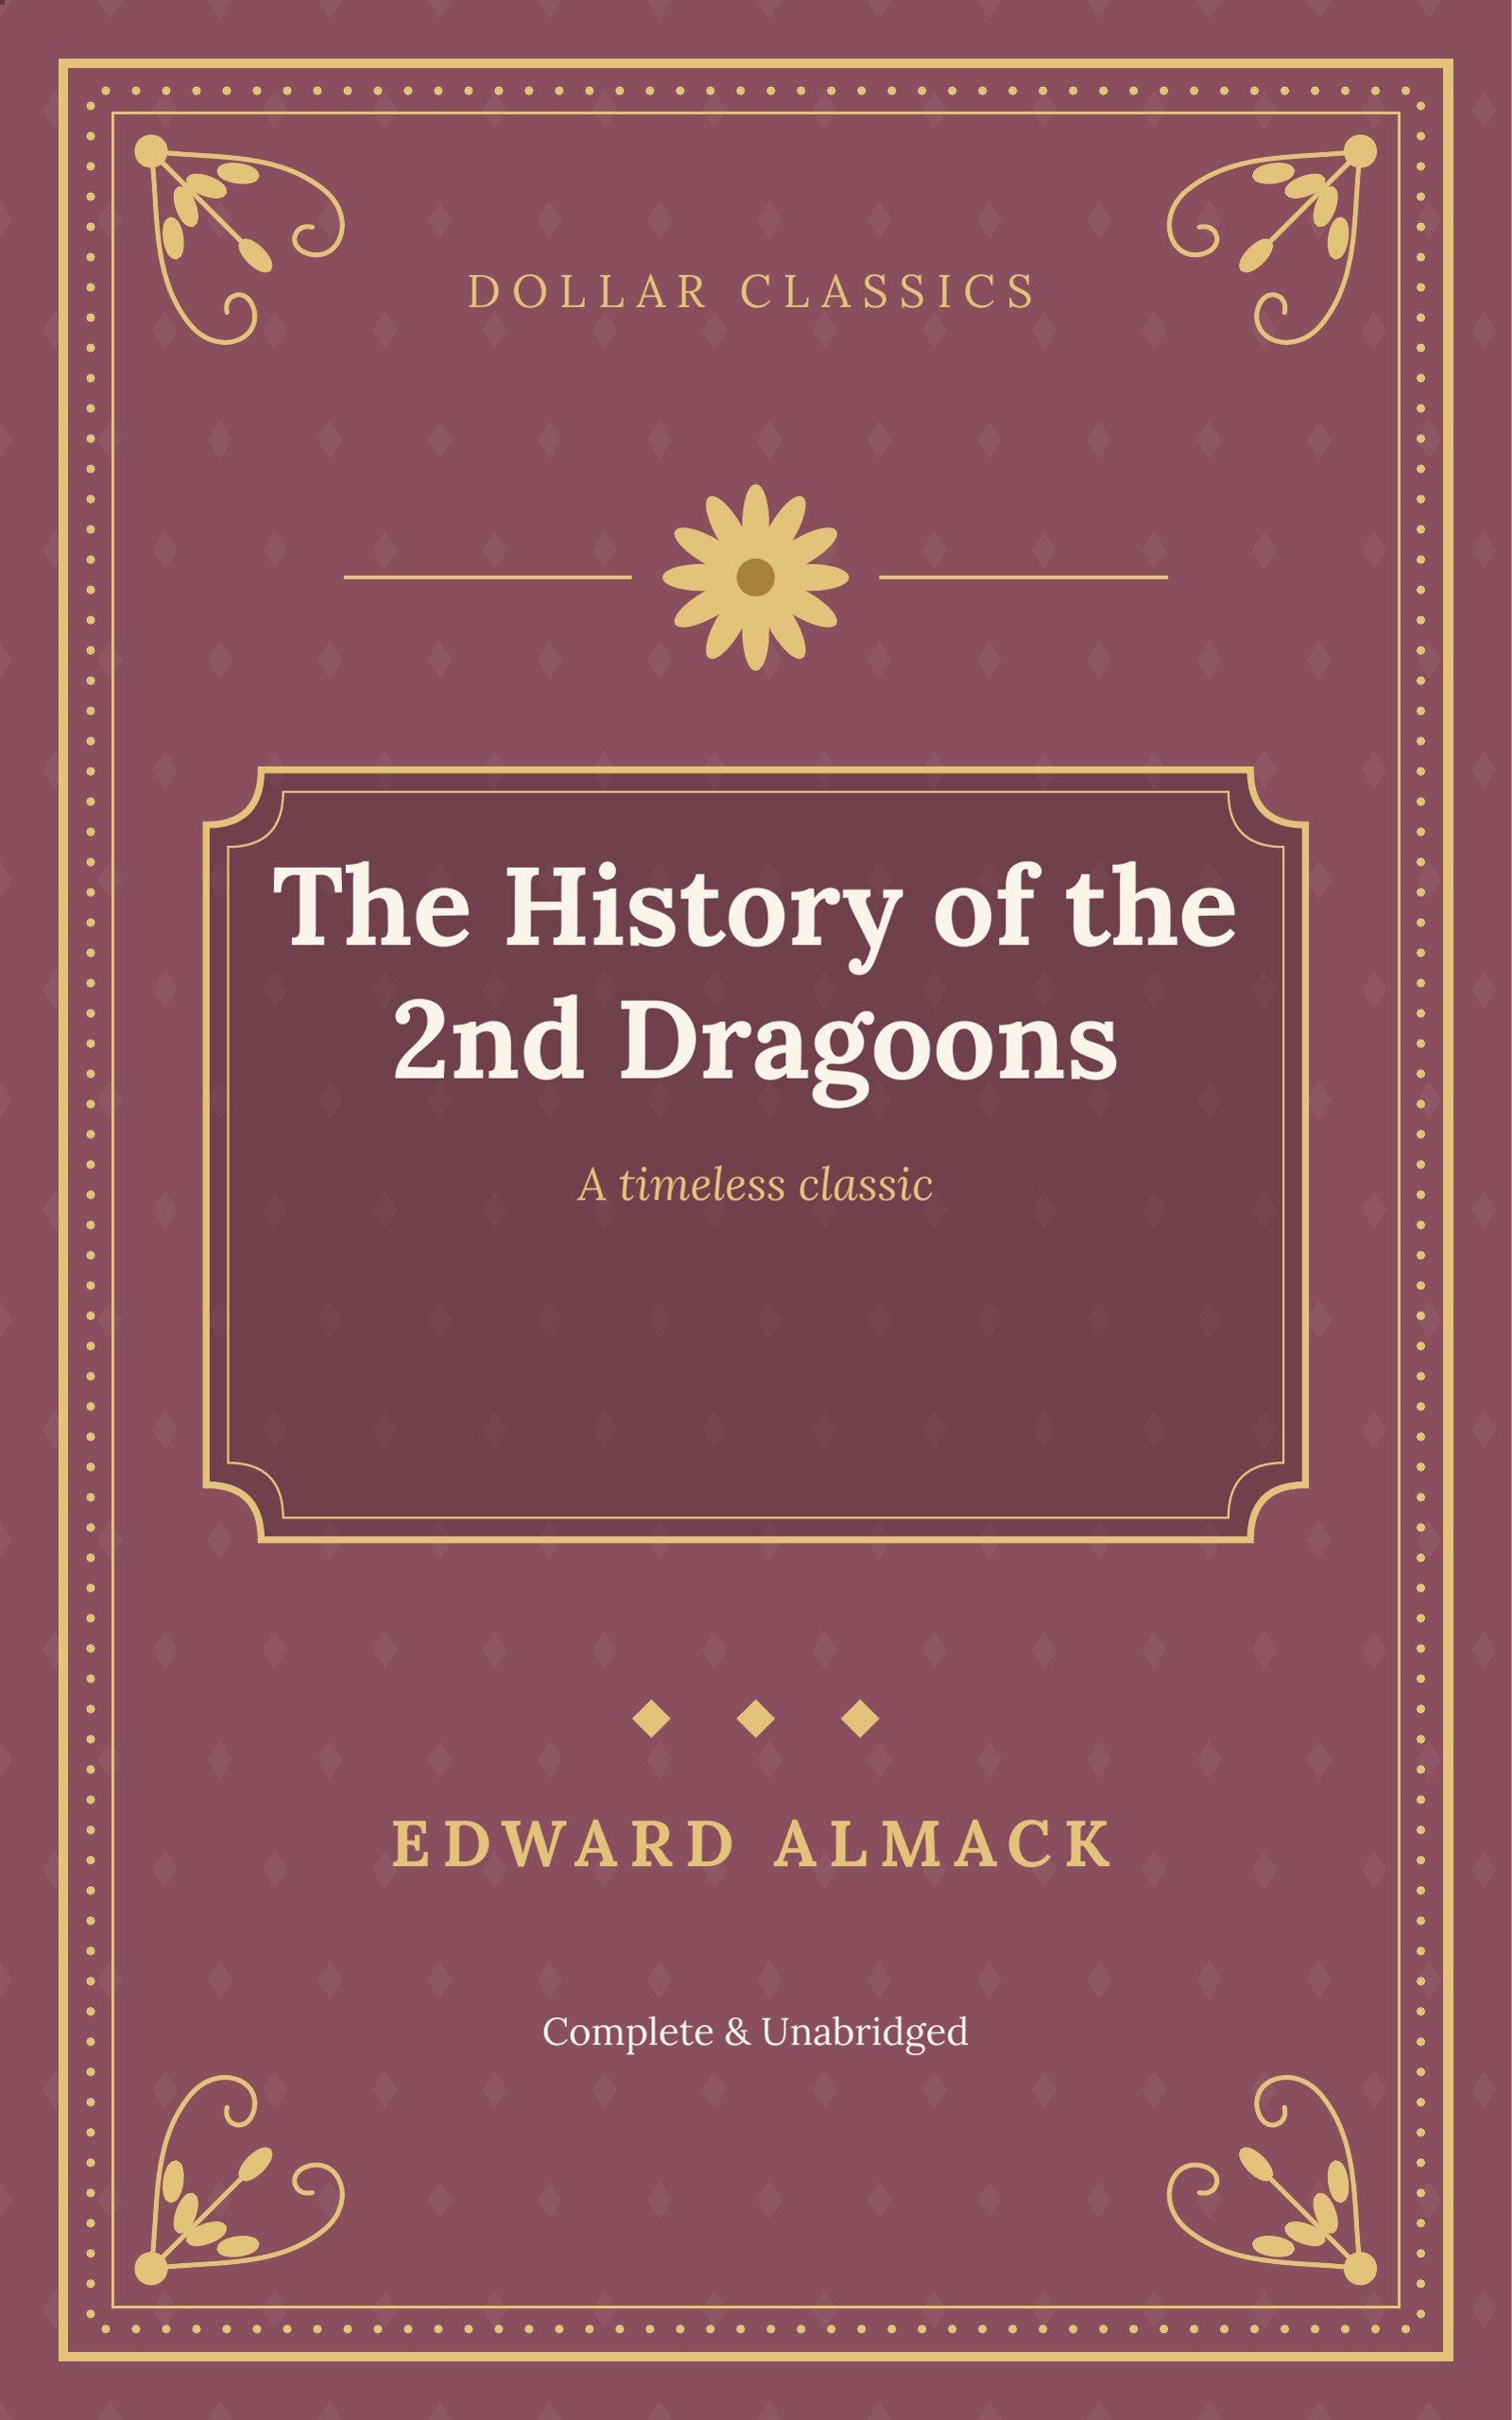 DOLLAR CLASSICS
The History of the
2nd Dragoons
A timeless classic
EDWARD ALMACK
Complete & Unabridged